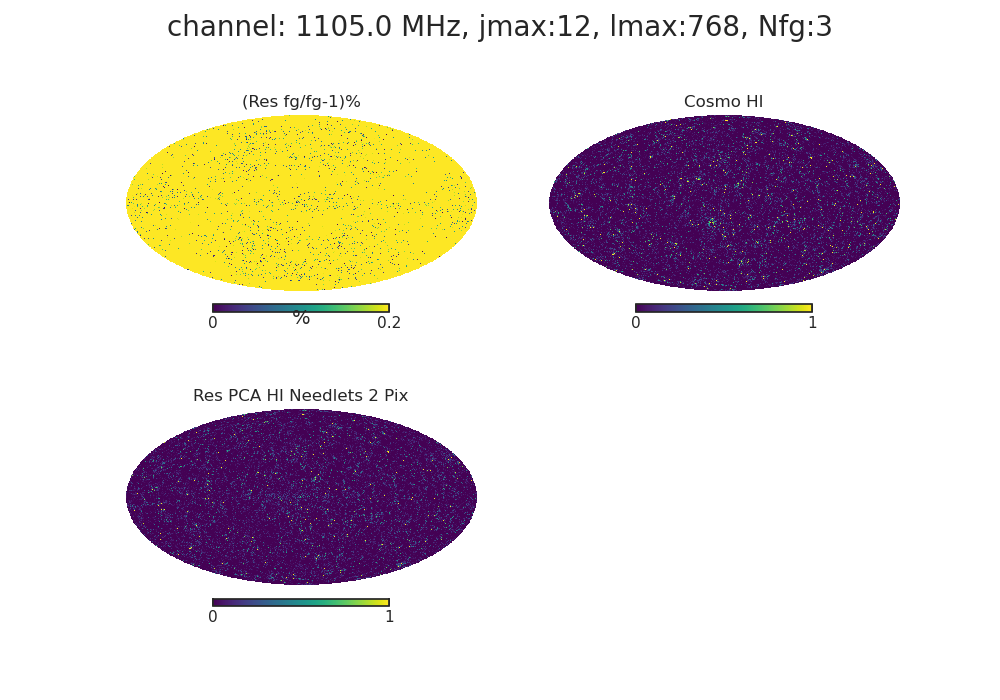 channel: 1105.0 MHz, jmax:12, lmax:768, Nfg:3
(Res fg/fg-1)%
Cosmo HI
0 % 0.2
0 1
Res PCA HI Needlets 2 Pix
0 1